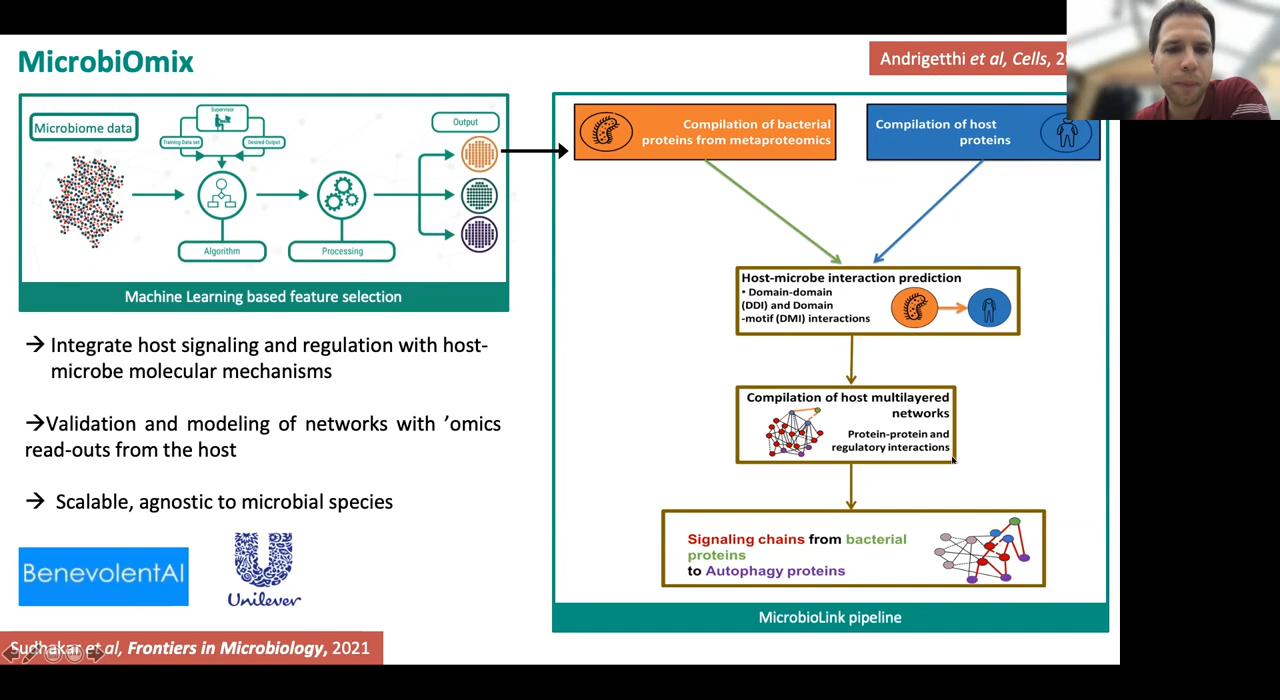 MicrobiOmix
Andrigetthi et al, Cells,
Microbiome data
Supervisor
Training Data set
Desired Output
Output
Algorithm
Processing
Machine Learning based feature selection
→ Integrate host signaling and regulation with host-
microbe molecular mechanisms
→Validation and modeling of networks with ’omics
read-outs from the host
→ Scalable, agnostic to microbial species
BenevolentAI
Unilever
Sudhakar et al, Frontiers in Microbiology, 2021
Compilation of bacterial
proteins from metaproteomics
Compilation of host
proteins
Host-microbe interaction prediction
• Domain-domain
(DDI) and Domain
-motif (DMI) interactions
Compilation of host multilayered
networks
Protein-protein and
regulatory interactions
Signaling chains from bacterial
proteins
to Autophagy proteins
MicrobioLink pipeline